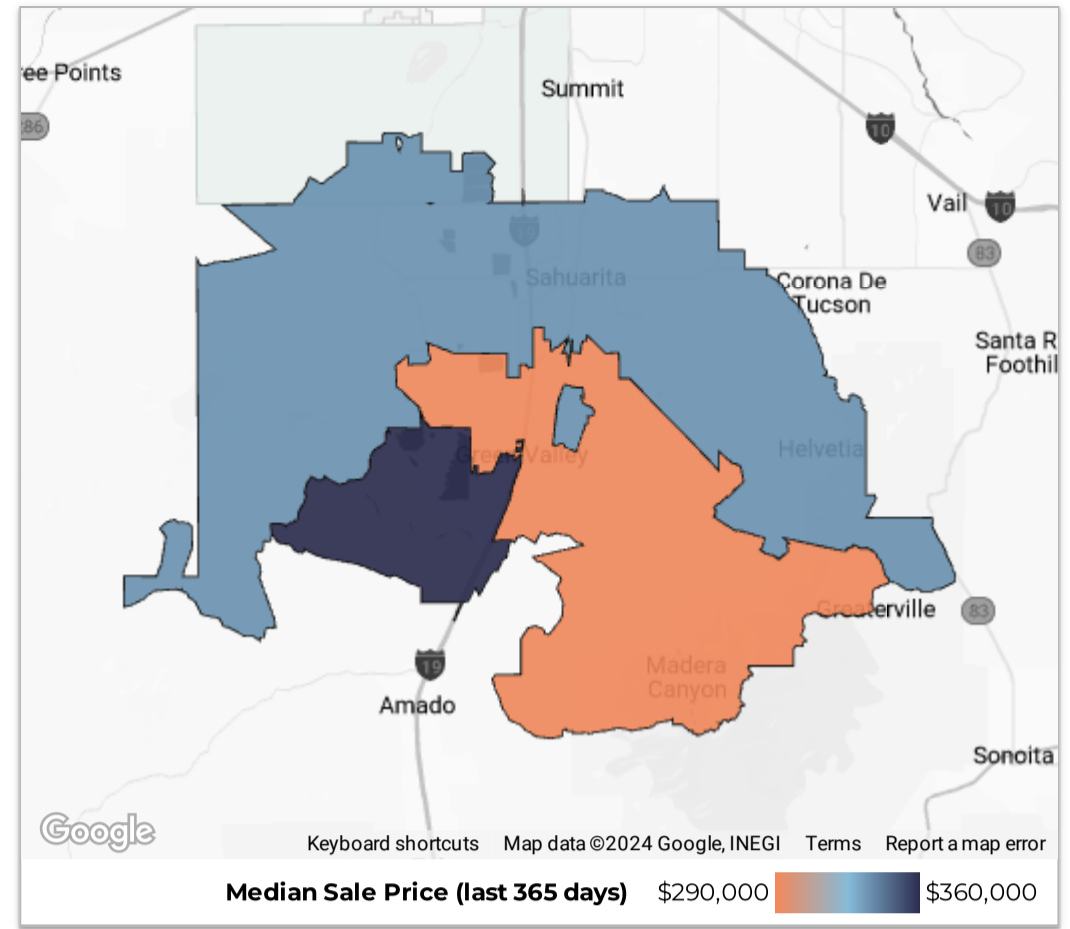 ree Points
Summit
86
10
Vail
10
83
19
Sahuarita
Corona De
Tucson
Santa R
Foothil
Green Valley
Helvetia
Greaterville
83
Madera
Canyon
19
Amado
Sonoita
Google
Keyboard shortcuts
Map data ©2024 Google, INEGI
Terms
Report a map error
Median Sale Price (last 365 days)
$290,000
$360,000